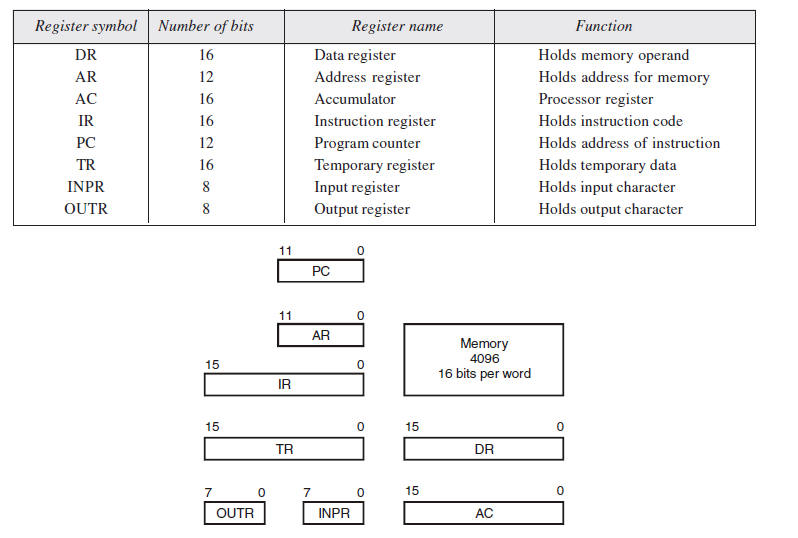 Register symbol Number of bits Register name Function
DR 16 Data register Holds memory operand
AR 12 Address register Holds address for memory
AC 16 Accumulator Processor register
IR 16 Instruction register Holds instruction code
PC 12 Program counter Holds address of instruction
TR 16 Temporary register Holds temporary data
INPR 8 Input register Holds input character
OUTR 8 Output register Holds output character
11 0
PC
11 0
AR
Memory
4096
16 bits per word
15 0
IR
15 0
TR
15 0
DR
7 0
OUTR
7 0
INPR
15 0
AC